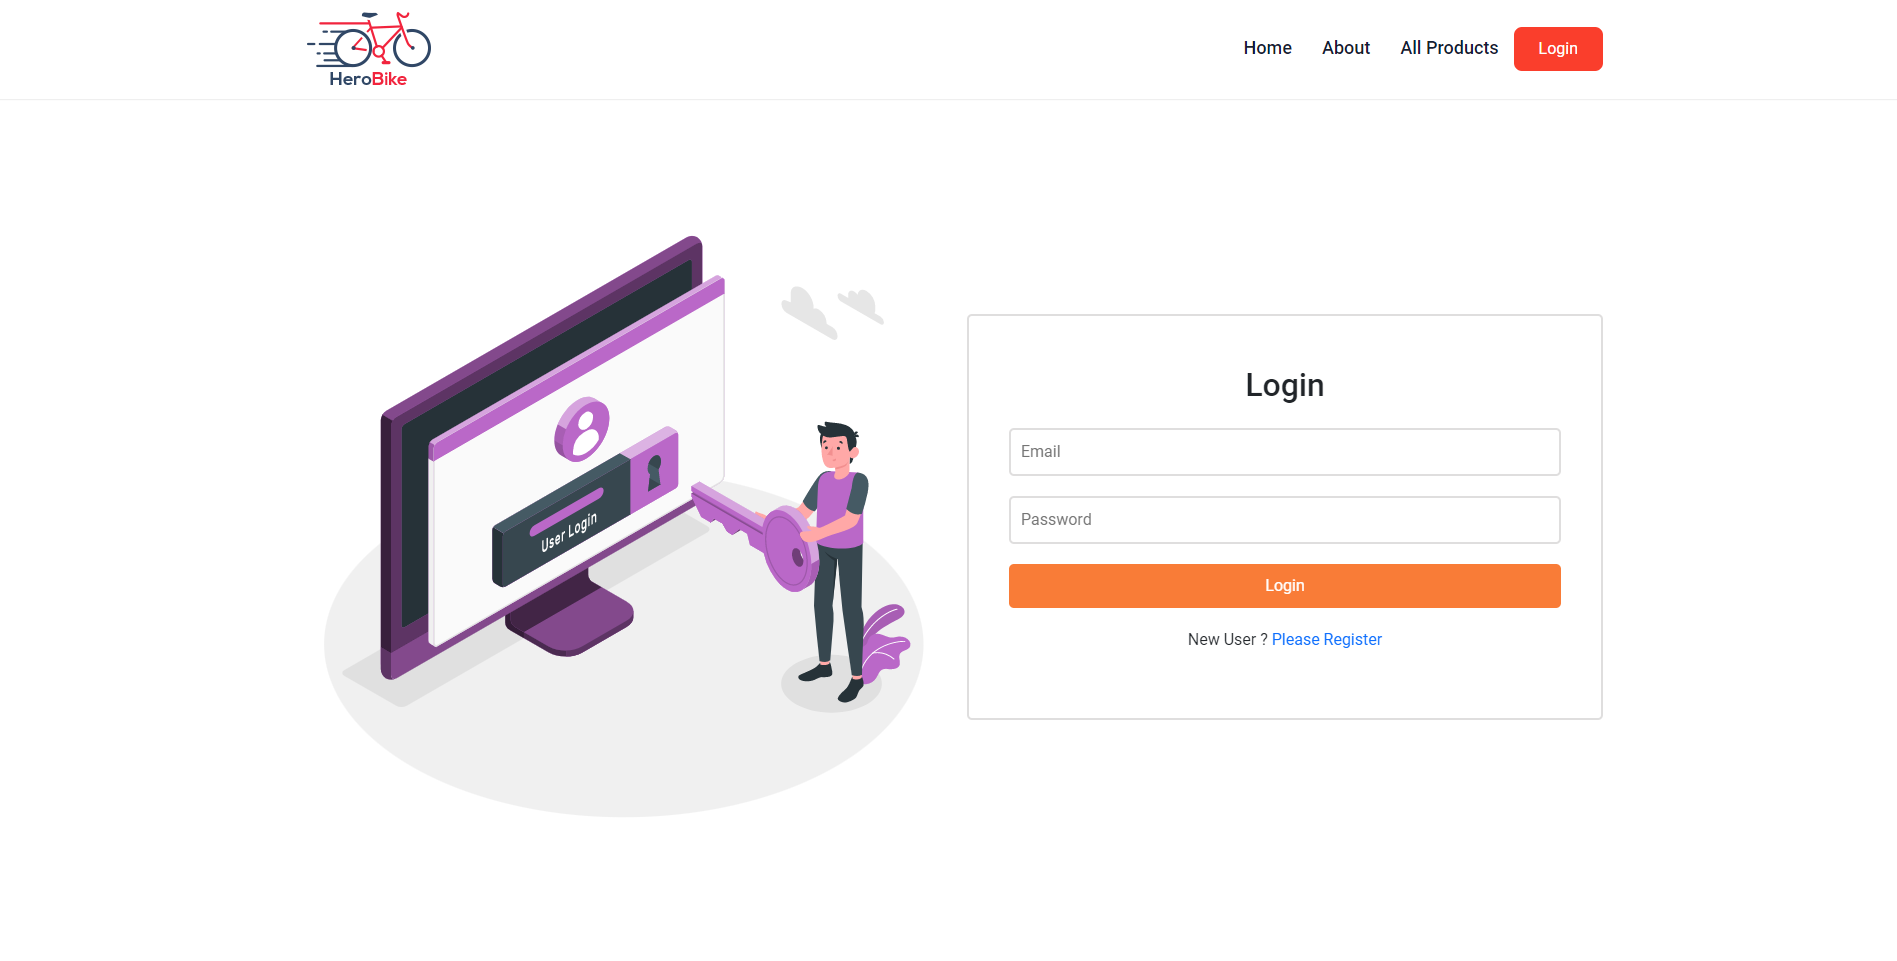 HeroBike
Home About All Products Login
User Login
Login
Email
Password
Login
New User ? Please Register